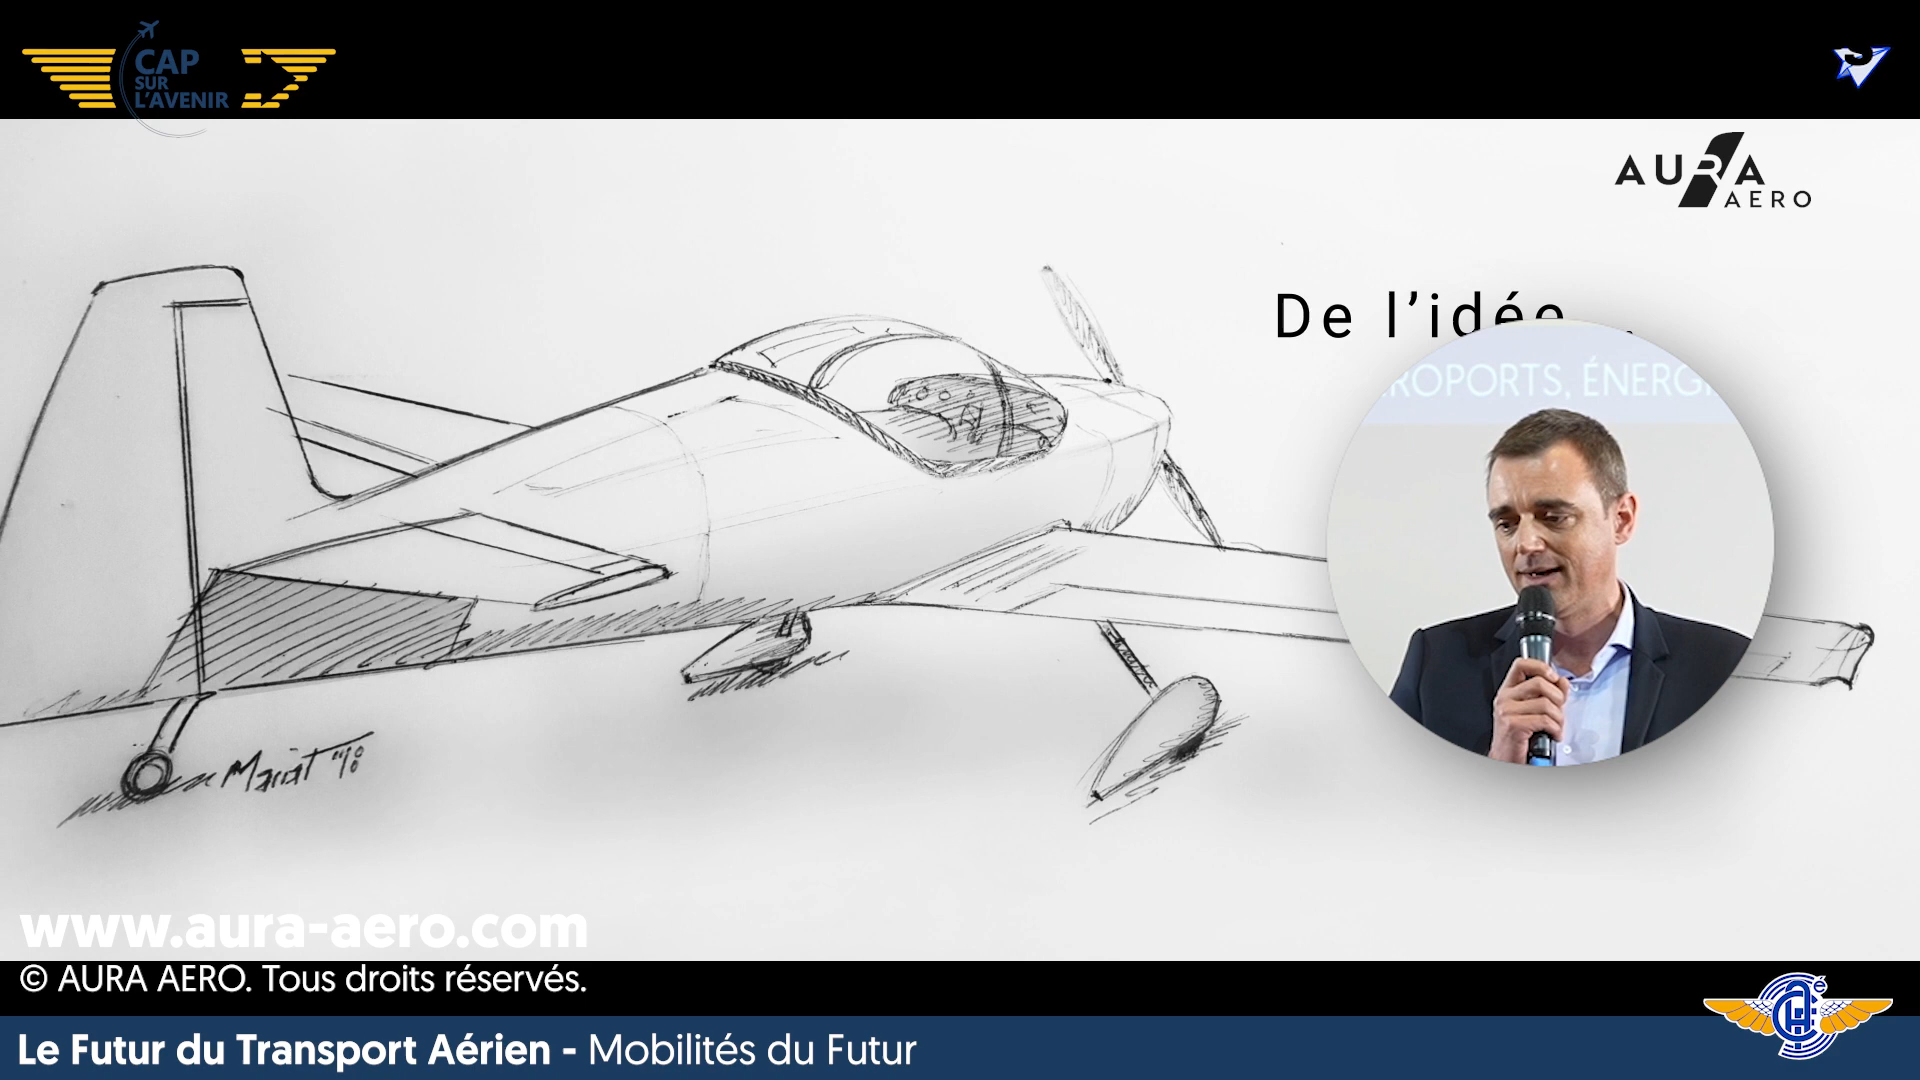 CAP
SUR
L'AVENIR
AURA
AERO
De l’idée
ROPORTS, ÉNERG
www.aura-aero.com
© AURA AERO. Tous droits réservés.
Le Futur du Transport Aérien - Mobilités du Futur